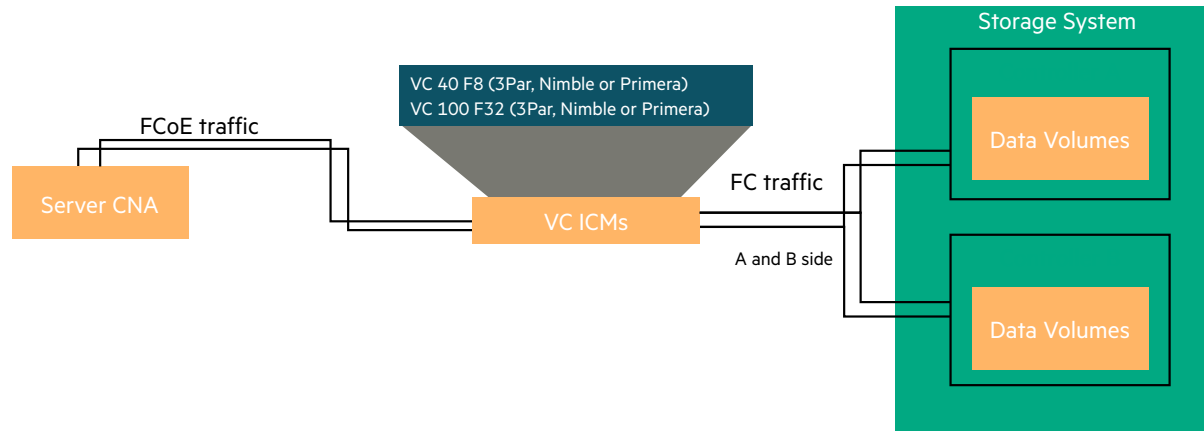 Storage System
VC 40 F8 (3Par, Nimble or Primera)
VC 100 F32 (3Par, Nimble or Primera)
FCoE traffic
Data Volumes
FC traffic
Server CNA
VC ICMs
A and B side
Data Volumes